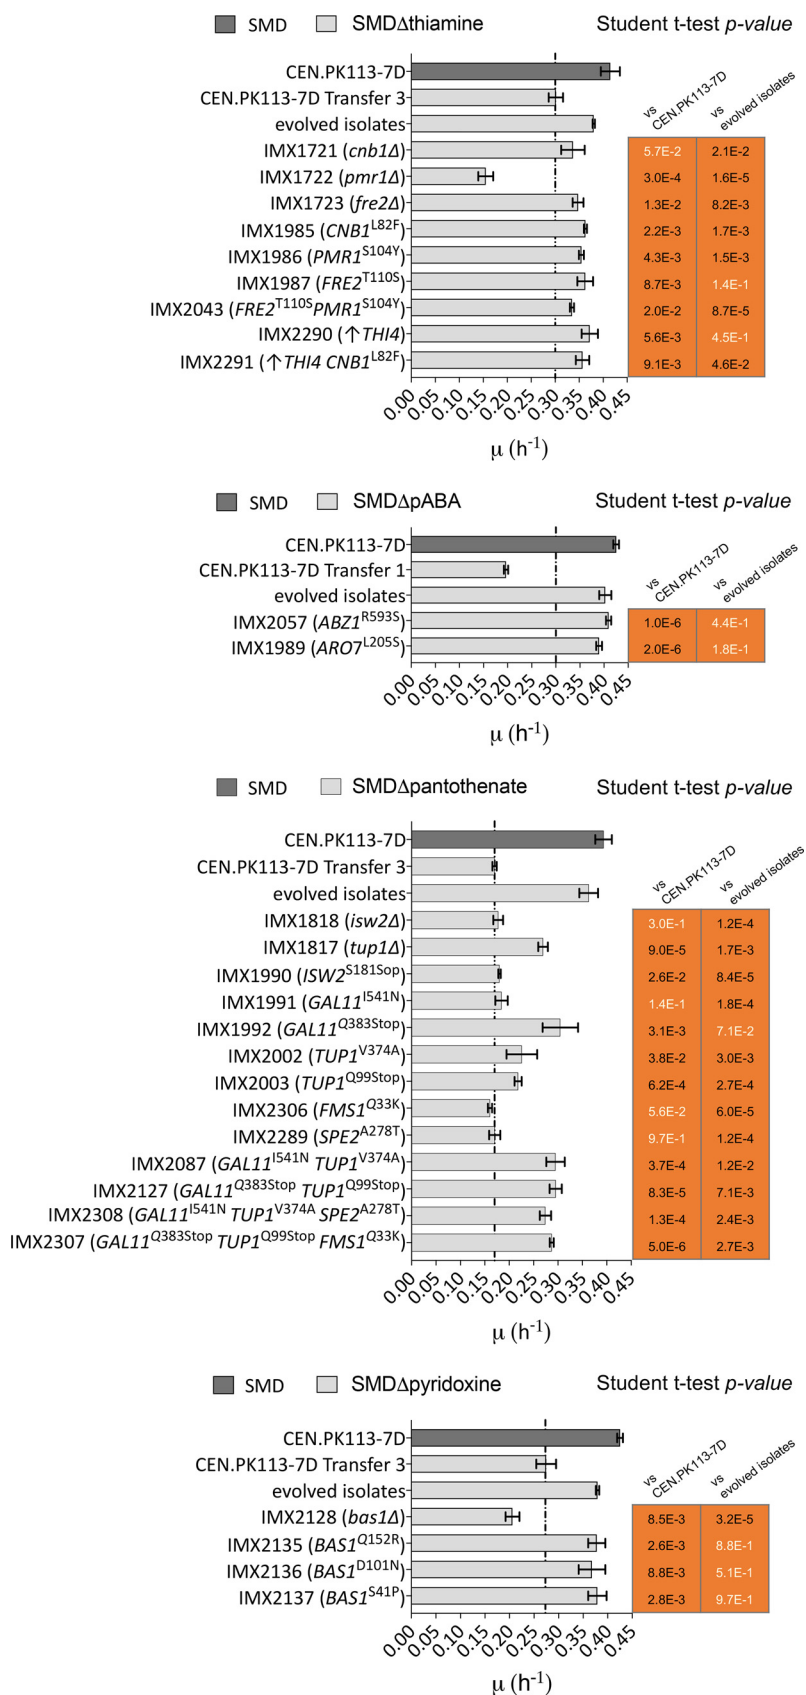 SMD SMDΔthiamine Student t-test p-value
vs CEN.PK113-7D
vs evolved isolates
CEN.PK113-7D
CEN.PK113-7D Transfer 3
evolved isolates
IMX1721 (cnb1Δ) 5.7E-2 2.1E-2
IMX1722 (pmr1Δ) 3.0E-4 1.6E-5
IMX1723 (fre2Δ) 1.3E-2 8.2E-3
IMX1985 (CNB1L82F) 2.2E-3 1.7E-3
IMX1986 (PMR1S104Y) 4.3E-3 1.5E-3
IMX1987 (FRE2T110S) 8.7E-3 1.4E-1
IMX2043 (FRE2T110SPMR1S104Y) 2.0E-2 8.7E-5
IMX2290 (↑THI4) 5.6E-3 4.5E-1
IMX2291 (↑THI4 CNB1L82F) 9.1E-3 4.6E-2
0.00 0.05 0.10 0.15 0.20 0.25 0.30 0.35 0.40 0.45
μ (h-1)
SMD SMDΔpABA Student t-test p-value
vs CEN.PK113-7D
vs evolved isolates
CEN.PK113-7D
CEN.PK113-7D Transfer 1
evolved isolates
IMX2057 (ABZ1R593S) 1.0E-6 4.4E-1
IMX1989 (ARO7L205S) 2.0E-6 1.8E-1
0.00 0.05 0.10 0.15 0.20 0.25 0.30 0.35 0.40 0.45
μ (h-1)
SMD SMDΔpantothenate Student t-test p-value
vs CEN.PK113-7D
vs evolved isolates
CEN.PK113-7D
CEN.PK113-7D Transfer 3
evolved isolates
IMX1818 (isw2Δ) 3.0E-1 1.2E-4
IMX1817 (tup1Δ) 9.0E-5 1.7E-3
IMX1990 (ISW2S181Sop) 2.6E-2 8.4E-5
IMX1991 (GAL11I541N) 1.4E-1 1.8E-4
IMX1992 (GAL11Q383Stop) 3.1E-3 7.1E-2
IMX2002 (TUP1V374A) 3.8E-2 3.0E-3
IMX2003 (TUP1Q99Stop) 6.2E-4 2.7E-4
IMX2306 (FMS1Q33K) 5.6E-2 6.0E-5
IMX2289 (SPE2A278T) 9.7E-1 1.2E-4
IMX2087 (GAL11I541N TUP1V374A) 3.7E-4 1.2E-2
IMX2127 (GAL11Q383Stop TUP1Q99Stop) 8.3E-5 7.1E-3
IMX2308 (GAL11I541N TUP1V374A SPE2A278T) 1.3E-4 2.4E-3
IMX2307 (GAL11Q383Stop TUP1Q99Stop FMS1Q33K) 5.0E-6 2.7E-3
0.00 0.05 0.10 0.15 0.20 0.25 0.30 0.35 0.40 0.45
μ (h-1)
SMD SMDΔpyridoxine Student t-test p-value
vs CEN.PK113-7D
vs evolved isolates
CEN.PK113-7D
CEN.PK113-7D Transfer 3
evolved isolates
IMX2128 (bas1Δ) 8.5E-3 3.2E-5
IMX2135 (BAS1Q152R) 2.6E-3 8.8E-1
IMX2136 (BAS1D101N) 8.8E-3 5.1E-1
IMX2137 (BAS1S41P) 2.8E-3 9.7E-1
0.00 0.05 0.10 0.15 0.20 0.25 0.30 0.35 0.40 0.45
μ (h-1)